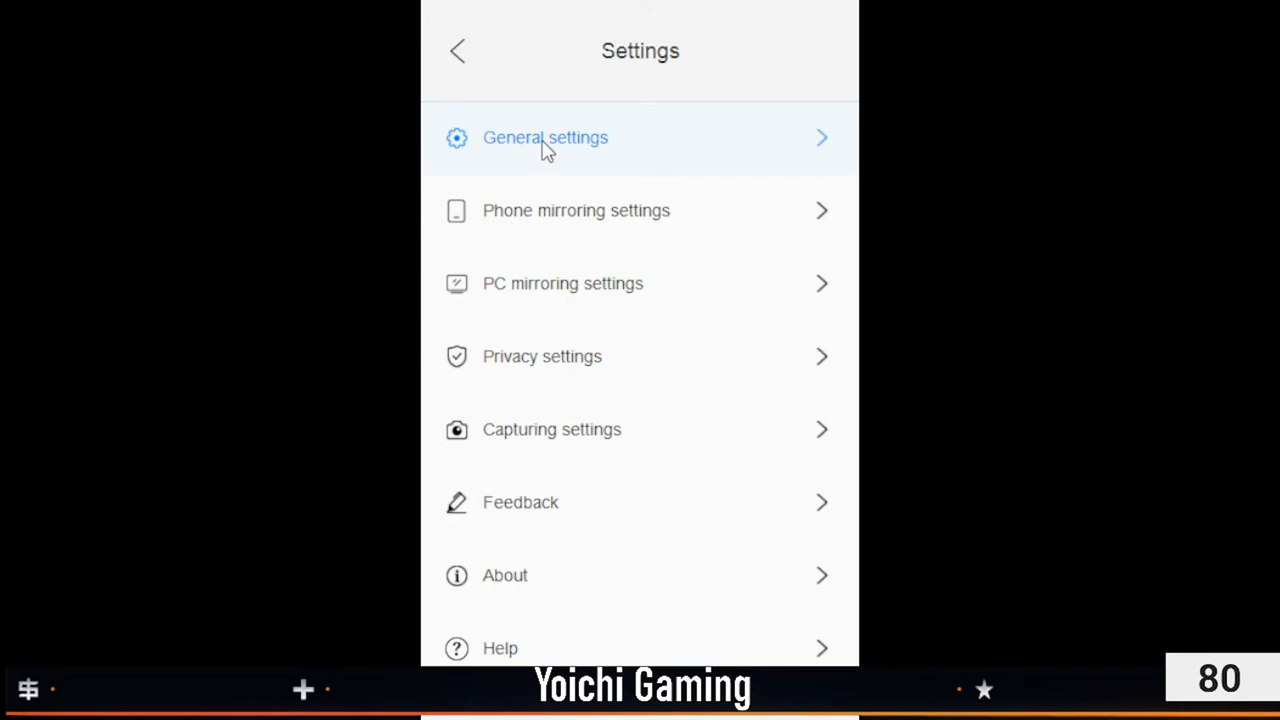 Settings
General settings
Phone mirroring settings
PC mirroring settings
Privacy settings
Capturing settings
Feedback
About
Help
Yoichi Gaming
80